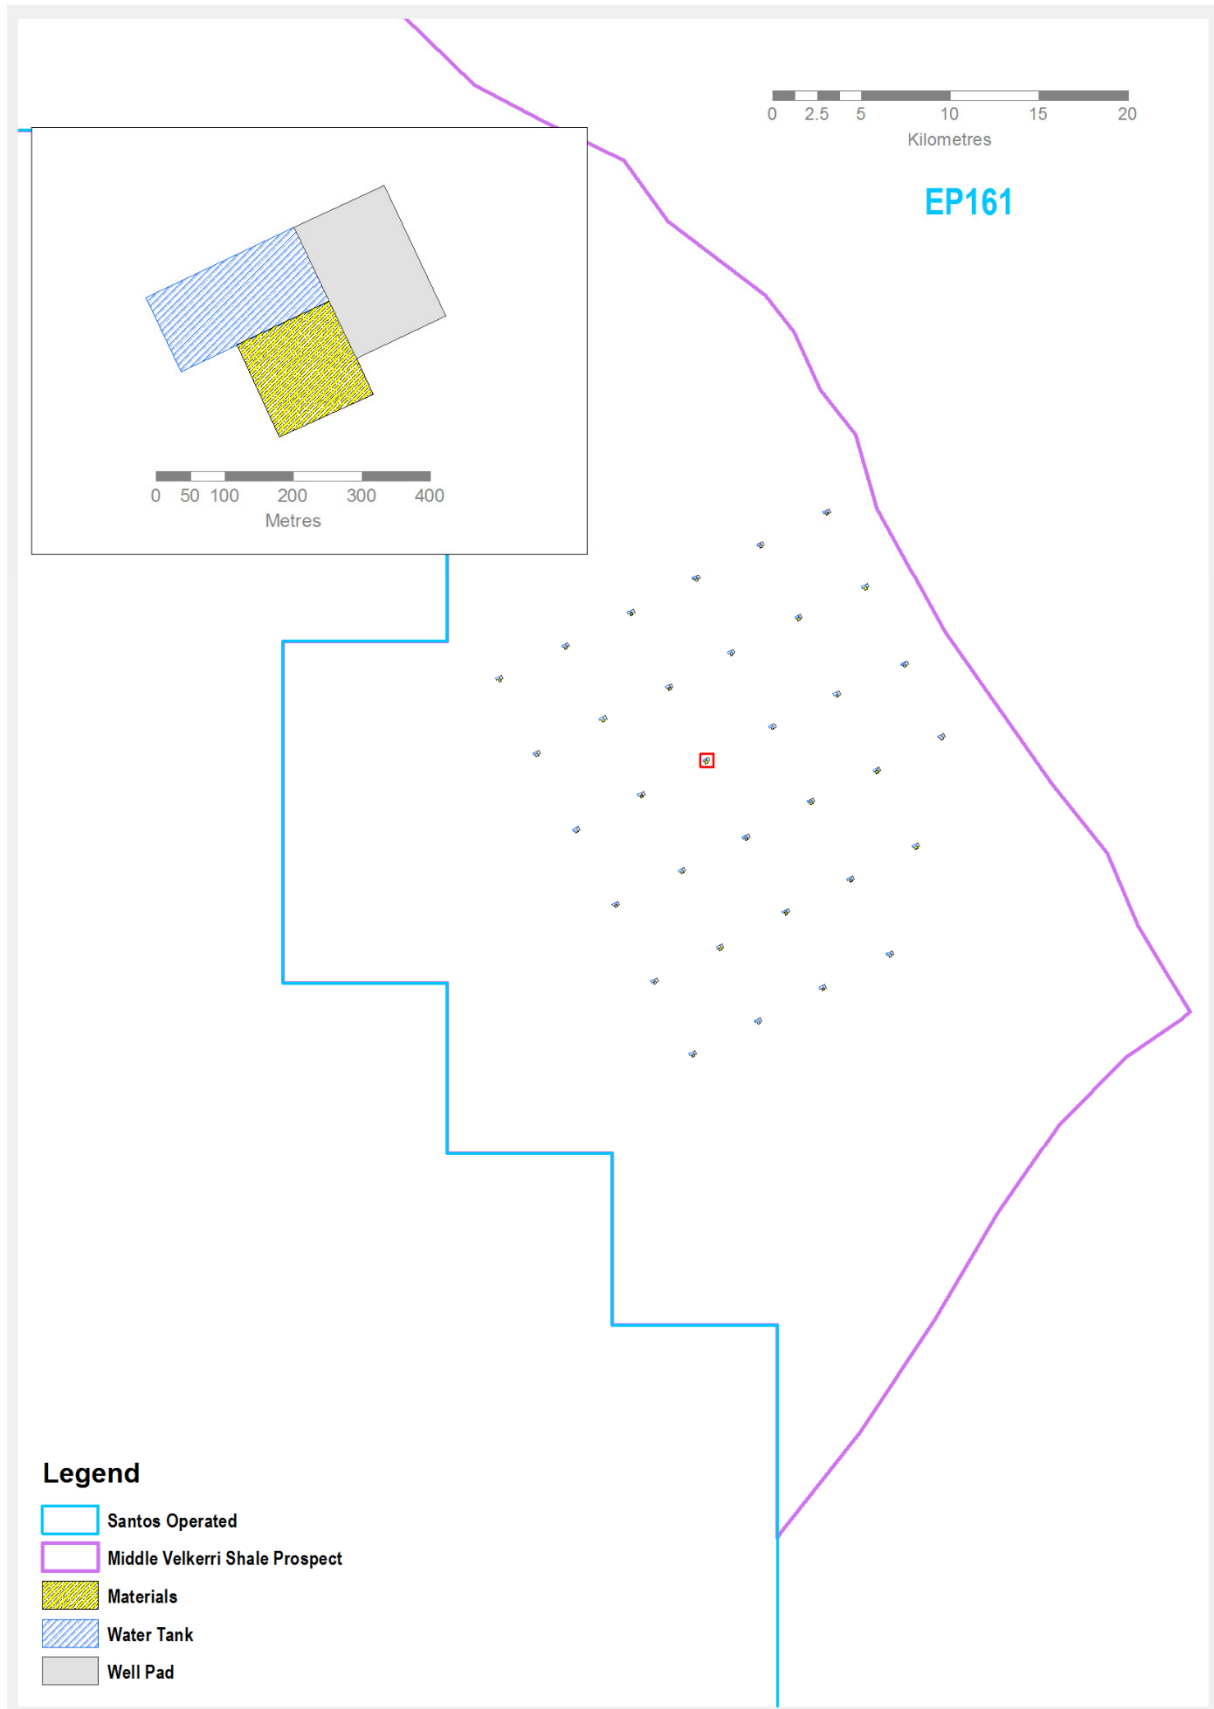 0 2.5 5 10 15 20
Kilometres
EP161
0 50 100 200 300 400
Metres
Legend
Santos Operated
Middle Velkerri Shale Prospect
Materials
Water Tank
Well Pad